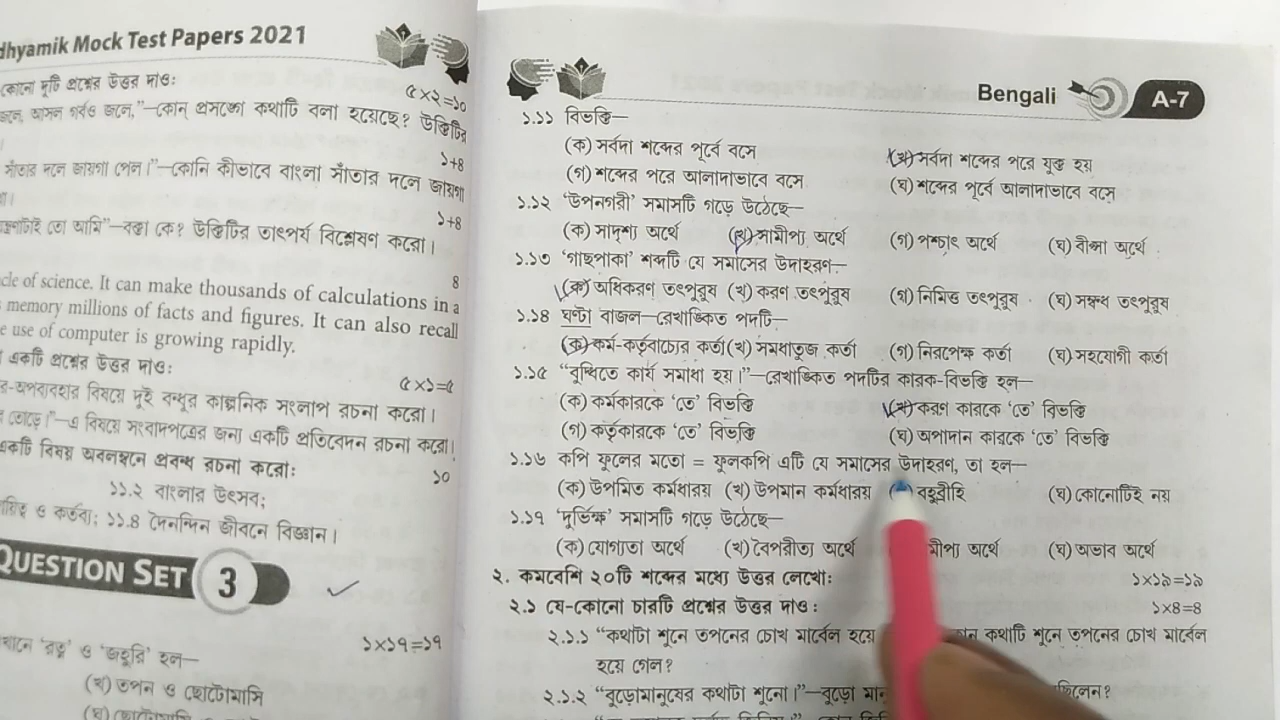 dhyamik Mock Test Papers 2021
কোনো দুটি প্রশ্নের উত্তর দাও:
৫×২=১০
জলে, আসল গর্বও জলে,"—কোন্ প্রসঙ্গে কথাটি বলা হয়েছে? উক্তিটির
১+৪
সাঁতার দলে জায়গা পেল।"—কোনি কীভাবে বাংলা সাঁতার দলে জায়গা
১+৪
তো আমি"—বক্তা কে? উক্তিটির তাৎপর্য বিশ্লেষণ করো।
৪
cle of science. It can make thousands of calculations in a
memory millions of facts and figures. It can also recall
e use of computer is growing rapidly.
একটি প্রশ্নের উত্তর দাও:
৫×১=৫
র-অপব্যবহার বিষয়ে দুই বন্ধুর কাল্পনিক সংলাপ রচনা করো।
তোড়ে।"—এ বিষয়ে সংবাদপত্রের জন্য একটি প্রতিবেদন রচনা করো।
একটি বিষয় অবলম্বনে প্রবন্ধ রচনা করো:
১০
১১.২ বাংলার উৎসব;
ও কর্তব্য; ১১.৪ দৈনন্দিন জীবনে বিজ্ঞান।
QUESTION SET 3
১×১৭=১৭
'রত্ন' ও 'জহুরি' হল—
(খ) তপন ও ছোটোমাসি
Bengali A-7
১.১১ বিভক্তি—
(ক) সর্বদা শব্দের পূর্বে বসে (খ) সর্বদা শব্দের পরে যুক্ত হয়
(গ) শব্দের পরে আলাদাভাবে বসে (ঘ) শব্দের পূর্বে আলাদাভাবে বসে
১.১২ 'উপনগরী' সমাসটি গড়ে উঠেছে—
(ক) সাদৃশ্য অর্থে (খ) সামীপ্য অর্থে (গ) পশ্চাৎ অর্থে (ঘ) বীপ্সা অর্থে
১.১৩ 'গাছপাকা' শব্দটি যে সমাসের উদাহরণ—
(ক) অধিকরণ তৎপুরুষ (খ) করণ তৎপুরুষ (গ) নিমিত্ত তৎপুরুষ (ঘ) সম্বন্ধ তৎপুরুষ
১.১৪ ঘণ্টা বাজল—রেখাঙ্কিত পদটি—
(ক) কর্ম-কর্তৃবাচ্যের কর্তা (খ) সমধাতুজ কর্তা (গ) নিরপেক্ষ কর্তা (ঘ) সহযোগী কর্তা
১.১৫ "বুদ্ধিতে কার্য সমাধা হয়।"—রেখাঙ্কিত পদটির কারক-বিভক্তি হল—
(ক) কর্মকারকে 'তে' বিভক্তি (খ) করণ কারকে 'তে' বিভক্তি
(গ) কর্তৃকারকে 'তে' বিভক্তি (ঘ) অপাদান কারকে 'তে' বিভক্তি
১.১৬ কপি ফুলের মতো = ফুলকপি এটি যে সমাসের উদাহরণ, তা হল—
(ক) উপমিত কর্মধারয় (খ) উপমান কর্মধারয় বহুব্রীহি (ঘ) কোনোটিই নয়
১.১৭ 'দুর্ভিক্ষ' সমাসটি গড়ে উঠেছে—
(ক) যোগ্যতা অর্থে (খ) বৈপরীত্য অর্থে মীপ্য অর্থে (ঘ) অভাব অর্থে
২. কমবেশি ২০টি শব্দের মধ্যে উত্তর লেখো: ১×১৯=১৯
২.১ যে-কোনো চারটি প্রশ্নের উত্তর দাও: ১×৪=৪
২.১.১ "কথাটা শুনে তপনের চোখ মার্বেল হয়ে কথাটি শুনে তপনের চোখ মার্বেল
হয়ে গেল?
২.১.২ "বুড়োমানুষের কথাটা শুনো।"—বুড়ো মান ছিলেন?